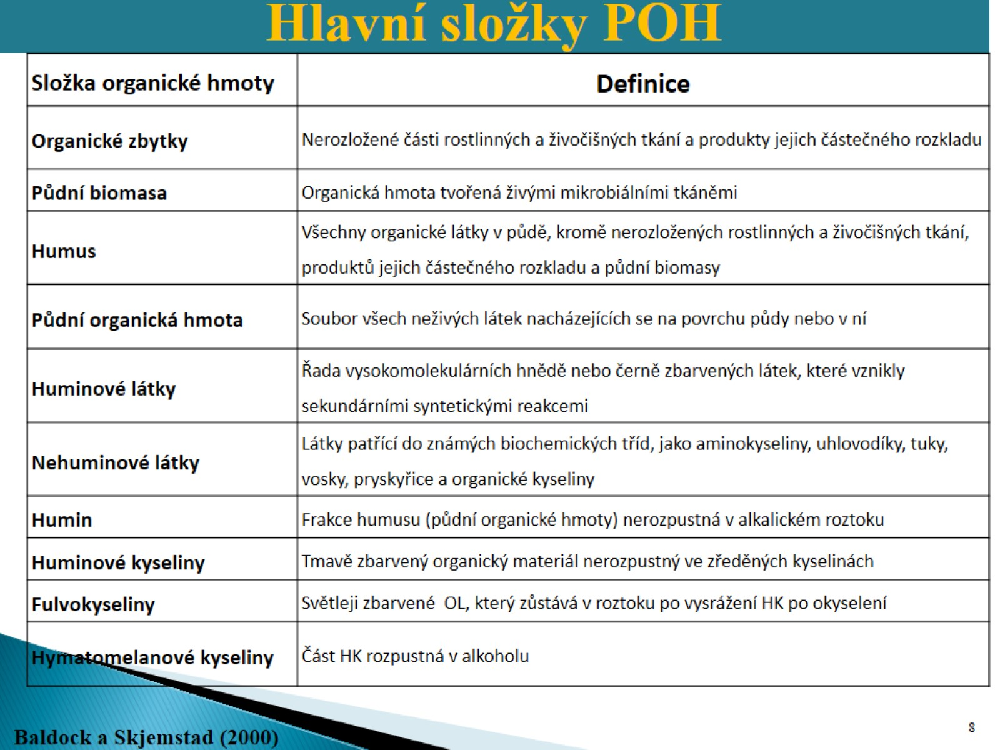 Hlavní složky POH
Složka organické hmoty
Definice
Organické zbytky
Nerozložené části rostlinných a živočišných tkání a produkty jejich částečného rozkladu
Půdní biomasa
Organická hmota tvořená živými mikrobiálními tkáněmi
Humus
Všechny organické látky v půdě, kromě nerozložených rostlinných a živočišných tkání,
produktů jejich částečného rozkladu a půdní biomasy
Půdní organická hmota
Soubor všech neživých látek nacházejících se na povrchu půdy nebo v ní
Huminové látky
Řada vysokomolekulárních hnědě nebo černě zbarvených látek, které vznikly
sekundárními syntetickými reakcemi
Nehuminové látky
Látky patřící do známých biochemických tříd, jako aminokyseliny, uhlovodíky, tuky,
vosky, pryskyřice a organické kyseliny
Humin
Frakce humusu (půdní organické hmoty) nerozpustná v alkalickém roztoku
Huminové kyseliny
Tmavě zbarvený organický materiál nerozpustný ve zředěných kyselinách
Fulvokyseliny
Světleji zbarvené  OL, který zůstává v roztoku po vysrážení HK po okyselení
Hymatomelanové kyseliny
Část HK rozpustná v alkoholu
Baldock a Skjemstad (2000)
8